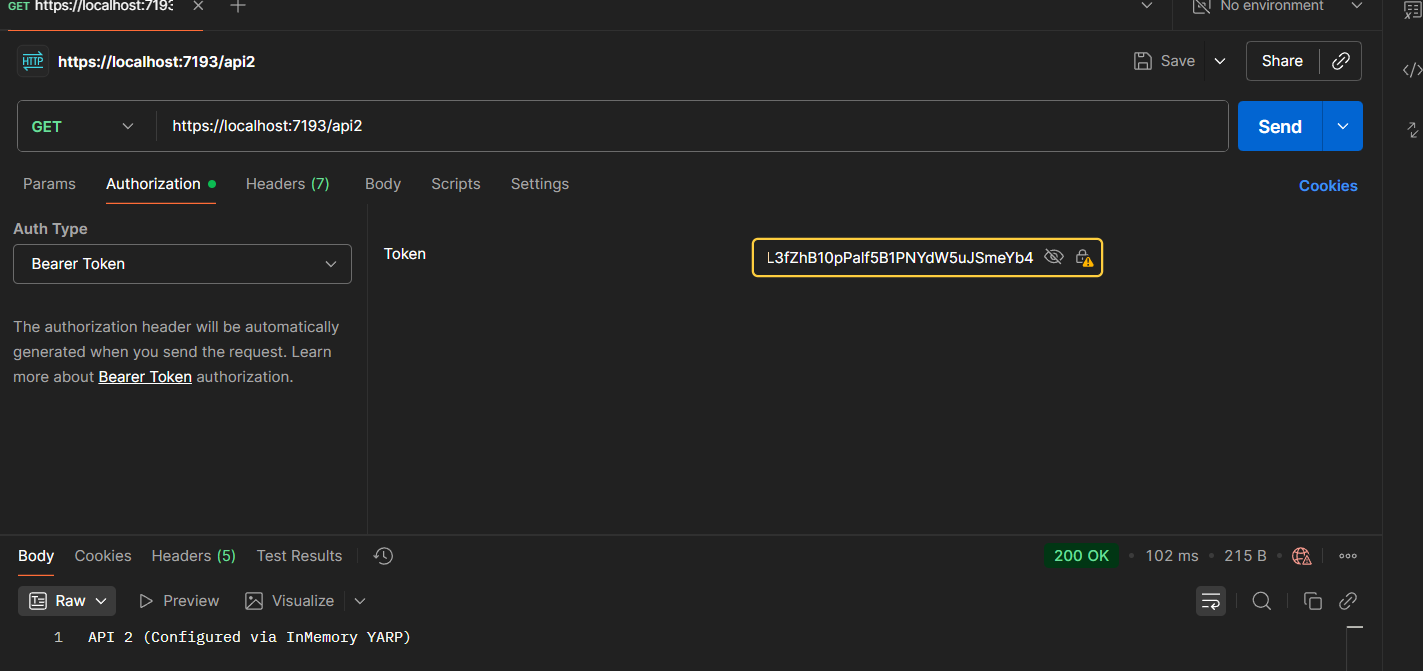 GET https://localhost:7193
No environment
HTTP https://localhost:7193/api2
Save
Share
GET https://localhost:7193/api2
Send
Params Authorization Headers (7) Body Scripts Settings
Cookies
Auth Type
Bearer Token
Token
L3fZhB10pPalf5B1PNYdW5uJSmeYb4
The authorization header will be automatically
generated when you send the request. Learn
more about Bearer Token authorization.
Body Cookies Headers (5) Test Results
200 OK • 102 ms • 215 B •
Raw Preview Visualize
1 API 2 (Configured via InMemory YARP)